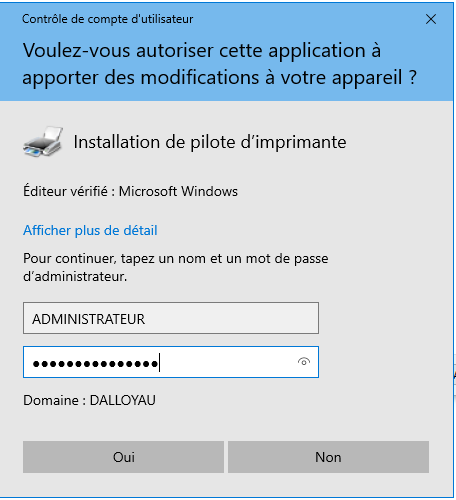 Contrôle de compte d'utilisateur
Voulez-vous autoriser cette application à
apporter des modifications à votre appareil ?
Installation de pilote d'imprimante
Éditeur vérifié : Microsoft Windows
Afficher plus de détail
Pour continuer, tapez un nom et un mot de passe
d'administrateur.
ADMINISTRATEUR
●●●●●●●●●●●●●●●
Domaine : DALLOYAU
Oui
Non